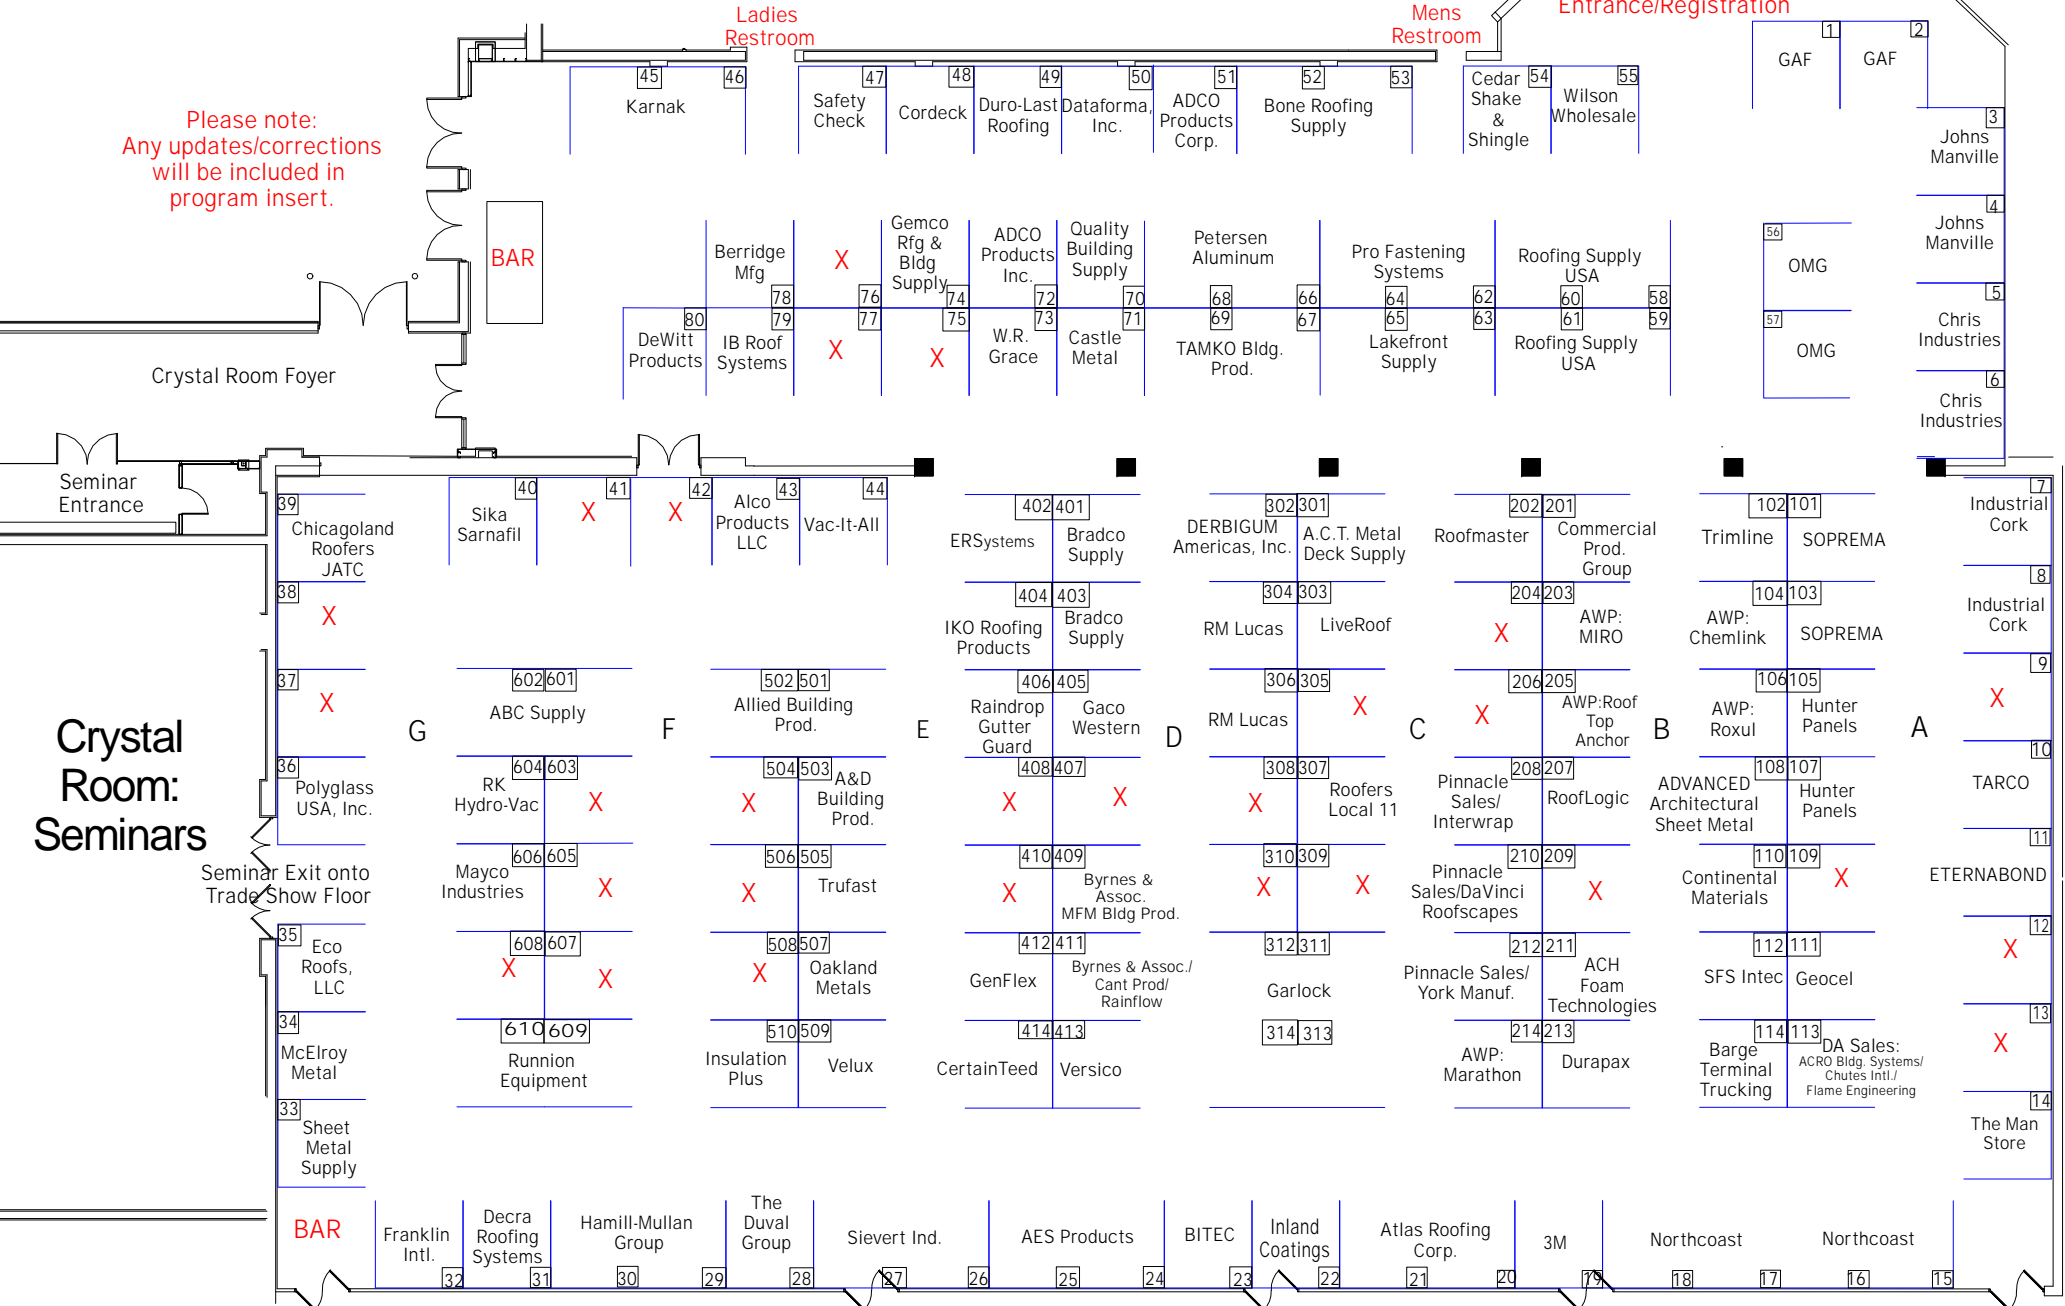 Ladies
Restroom
Mens
Restroom
Entrance/Registration
Please note:
Any updates/corrections
will be included in
program insert.
45
Karnak
46
47
Safety
Check
48
Cordeck
49
Duro-Last
Roofing
50
Dataforma,
Inc.
51
ADCO
Products
Corp.
52
Bone Roofing
Supply
53
54
Cedar
Shake
&
Shingle
55
Wilson
Wholesale
1
GAF
2
GAF
3
Johns
Manville
4
Johns
Manville
5
Chris
Industries
6
Chris
Industries
BAR
Berridge
Mfg
78
X
76
Gemco
Rfg &
Bldg
Supply
74
ADCO
Products
Inc.
72
Quality
Building
Supply
70
Petersen
Aluminum
68
66
Pro Fastening
Systems
64
62
Roofing Supply
USA
60
58
56
OMG
57
OMG
80
DeWitt
Products
79
IB Roof
Systems
77
X
75
X
73
W.R.
Grace
71
Castle
Metal
69
67
TAMKO Bldg.
Prod.
65
63
Lakefront
Supply
61
59
Roofing Supply
USA
Crystal Room Foyer
Seminar
Entrance
Crystal
Room:
Seminars
Seminar Exit onto
Trade Show Floor
39
Chicagoland
Roofers
JATC
38
X
37
X
36
Polyglass
USA, Inc.
35
Eco
Roofs,
LLC
34
McElroy
Metal
33
Sheet
Metal
Supply
BAR
40
Sika
Sarnafil
41
X
42
X
43
Alco
Products
LLC
44
Vac-It-All
G
602 601
ABC Supply
604 603
RK
Hydro-Vac
X
606 605
Mayco
Industries
X
608 607
X
X
610 609
Runnion
Equipment
F
502 501
Allied Building
Prod.
504 503
X
A&D
Building
Prod.
506 505
X
Trufast
508 507
X
Oakland
Metals
510 509
Insulation
Plus
Velux
E
402 401
ERSystems
Bradco
Supply
404 403
IKO Roofing
Products
Bradco
Supply
406 405
Raindrop
Gutter
Guard
Gaco
Western
408 407
X
X
410 409
X
Byrnes &
Assoc.
MFM Bldg Prod.
412 411
GenFlex
Byrnes & Assoc./
Cant Prod/
Rainflow
414 413
CertainTeed
Versico
D
302 301
DERBIGUM
Americas, Inc.
A.C.T. Metal
Deck Supply
304 303
RM Lucas
LiveRoof
306 305
RM Lucas
X
308 307
X
Roofers
Local 11
310 309
X
X
312 311
Garlock
314 313
C
202 201
Roofmaster
Commercial
Prod.
Group
204 203
X
AWP:
MIRO
206 205
X
AWP:Roof
Top
Anchor
208 207
Pinnacle
Sales/
Interwrap
RoofLogic
210 209
Pinnacle
Sales/DaVinci
Roofscapes
X
212 211
Pinnacle Sales/
York Manuf.
ACH
Foam
Technologies
214 213
AWP:
Marathon
Durapax
B
102 101
Trimline
SOPREMA
104 103
AWP:
Chemlink
SOPREMA
106 105
AWP:
Roxul
Hunter
Panels
108 107
ADVANCED
Architectural
Sheet Metal
Hunter
Panels
110 109
Continental
Materials
X
112 111
SFS Intec
Geocel
114 113
Barge
Terminal
Trucking
DA Sales:
ACRO Bldg. Systems/
Chutes Intl./
Flame Engineering
A
7
Industrial
Cork
8
Industrial
Cork
9
X
10
TARCO
11
ETERNABOND
12
X
13
X
14
The Man
Store
Franklin
Intl.
32
Decra
Roofing
Systems
31
Hamill-Mullan
Group
30
29
The
Duval
Group
28
Sievert Ind.
27
26
AES Products
25
24
BITEC
23
Inland
Coatings
22
Atlas Roofing
Corp.
21
20
3M
19
Northcoast
18
17
Northcoast
16
15